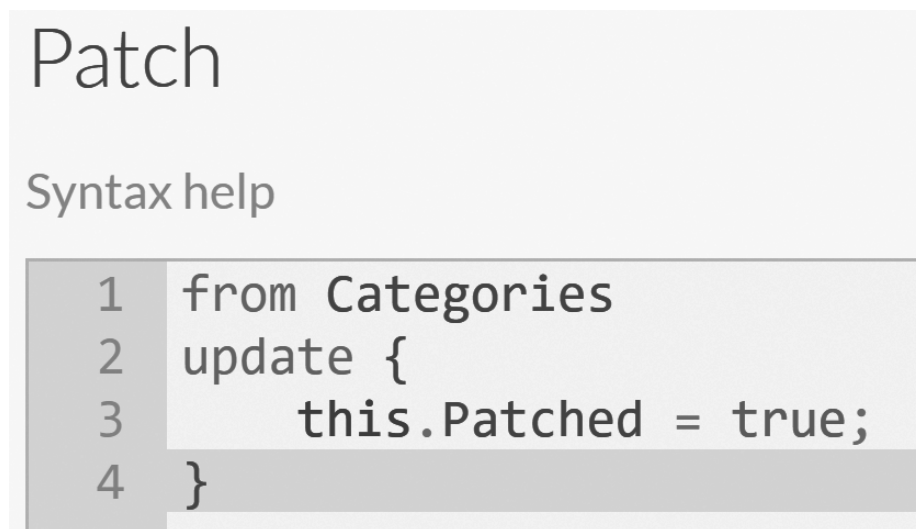 Patch
Syntax help
1 from Categories
2 update {
3     this.Patched = true;
4 }